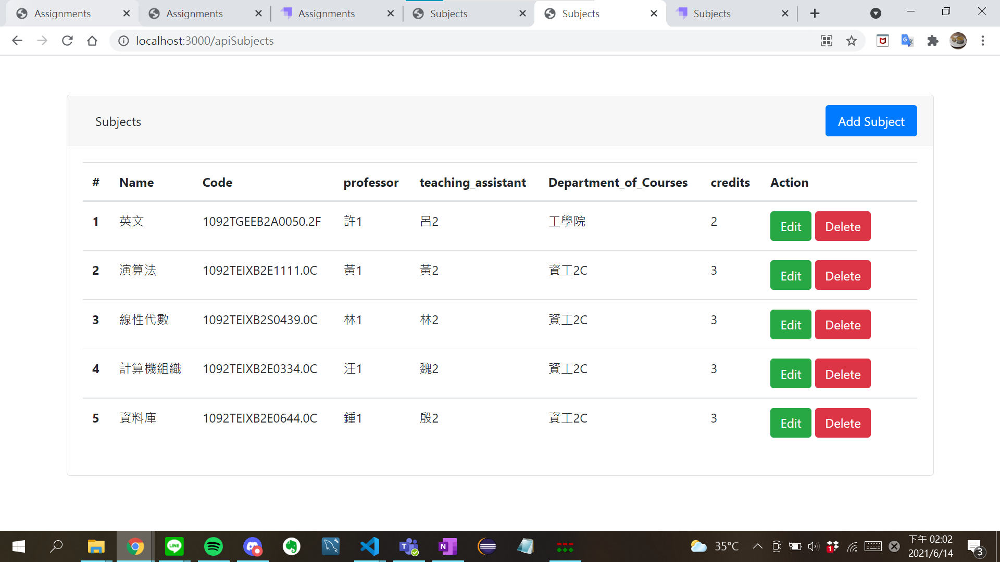 Assignments
Assignments
Assignments
Subjects
Subjects
Subjects
localhost:3000/apiSubjects
Subjects
Add Subject
# Name Code professor teaching_assistant Department_of_Courses credits Action
1 英文 1092TGEEB2A0050.2F 許1 呂2 工學院 2 Edit Delete
2 演算法 1092TEIXB2E1111.0C 黃1 黃2 資工2C 3 Edit Delete
3 線性代數 1092TEIXB2S0439.0C 林1 林2 資工2C 3 Edit Delete
4 計算機組織 1092TEIXB2E0334.0C 汪1 魏2 資工2C 3 Edit Delete
5 資料庫 1092TEIXB2E0644.0C 鍾1 殷2 資工2C 3 Edit Delete
LINE
35°C
1
下午 02:02
2021/6/14
3